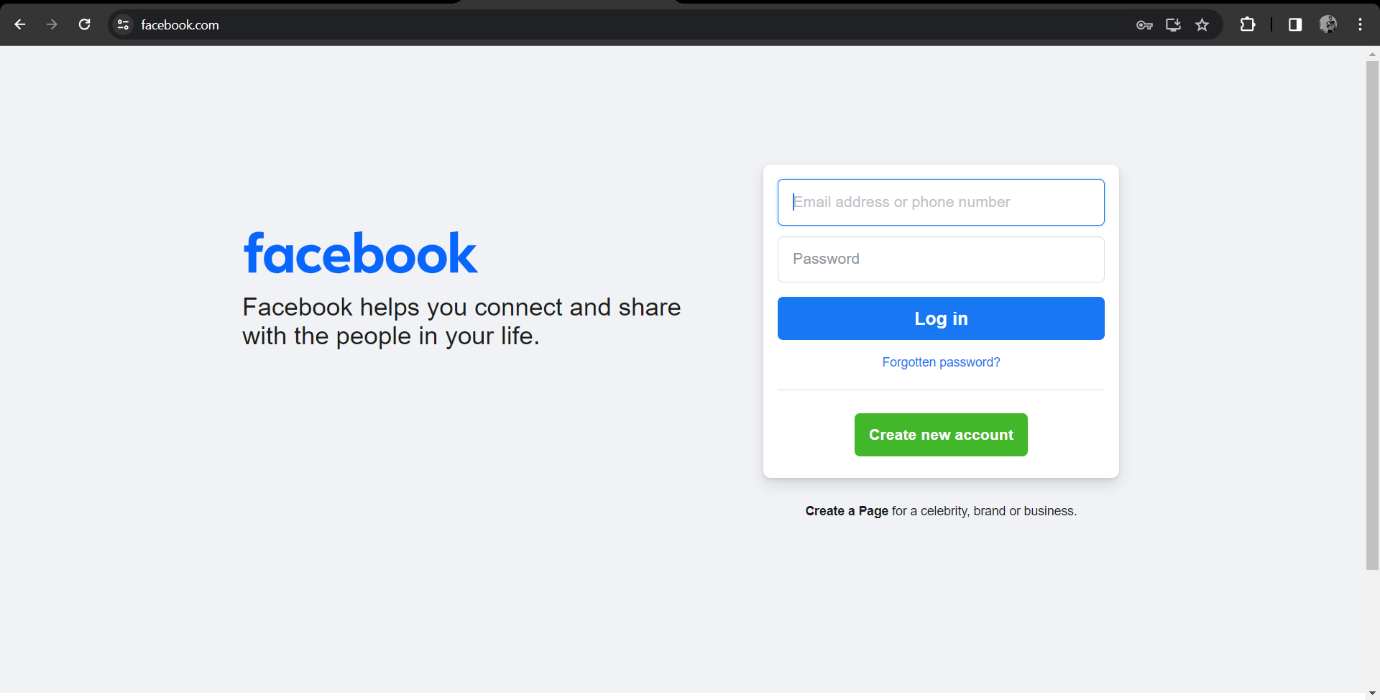 facebook.com
facebook
Facebook helps you connect and share
with the people in your life.
Email address or phone number
Password
Log in
Forgotten password?
Create new account
Create a Page for a celebrity, brand or business.